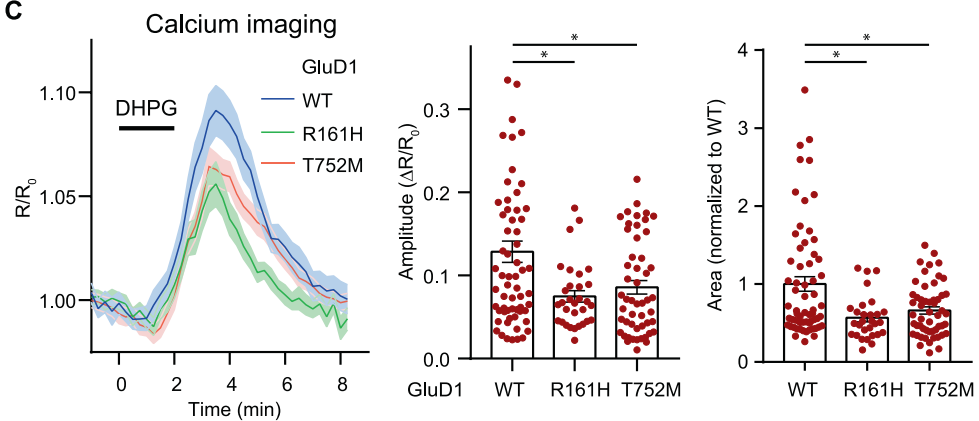 C
Calcium imaging
GluD1
WT
R161H
T752M
DHPG
1.10
1.05
1.00
R/R0
0 2 4 6 8
Time (min)
* *
0.3
0.2
0.1
0.0
Amplitude (ΔR/R0)
GluD1 WT R161H T752M
* *
4
3
2
1
0
Area (normalized to WT)
WT R161H T752M